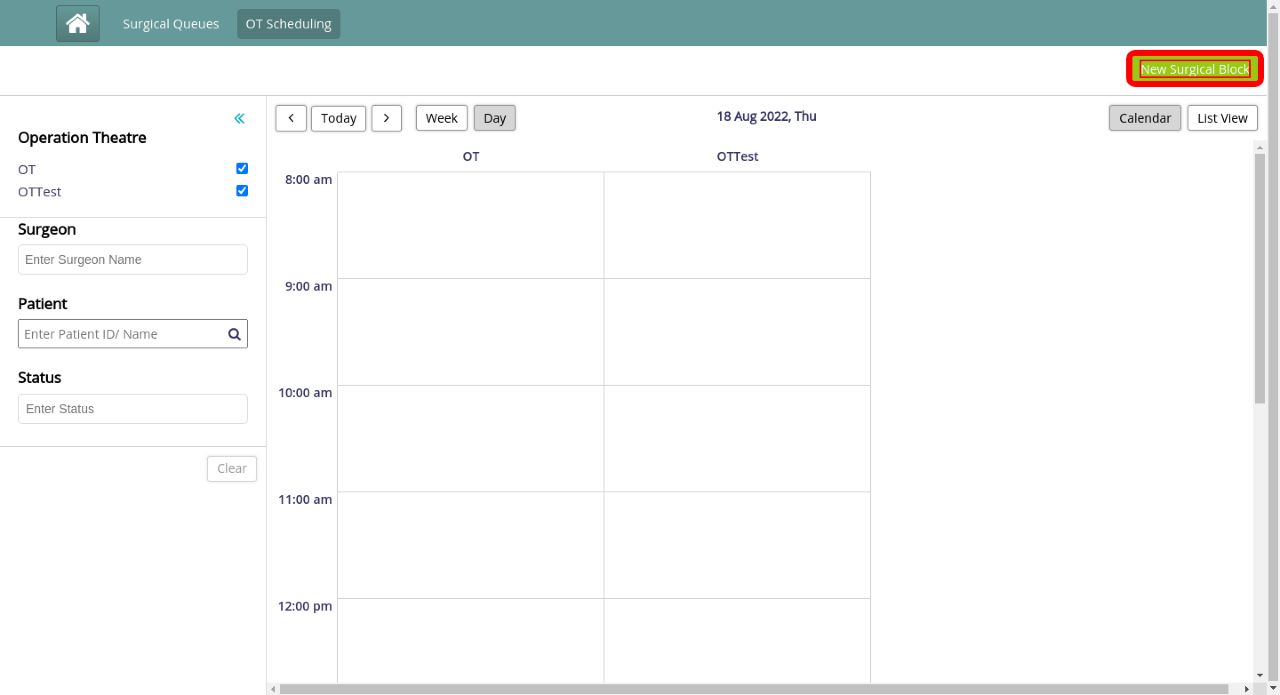 Surgical Queues
OT Scheduling
New Surgical Block
Operation Theatre
OT
OTTest
Surgeon
Enter Surgeon Name
Patient
Enter Patient ID/ Name
Status
Enter Status
Clear
Today
Week
Day
18 Aug 2022, Thu
Calendar
List View
OT
OTTest
8:00 am
9:00 am
10:00 am
11:00 am
12:00 pm